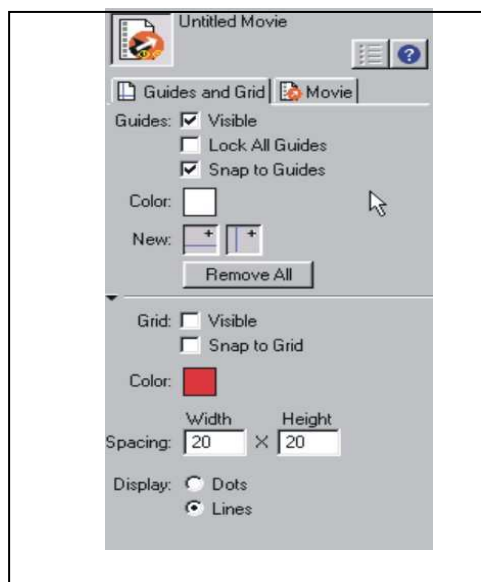 Untitled Movie
Guides and Grid Movie
Guides: Visible
Lock All Guides
Snap to Guides
Color:
New:
Remove All
Grid: Visible
Snap to Grid
Color:
Width Height
Spacing: 20 X 20
Display: Dots
Lines